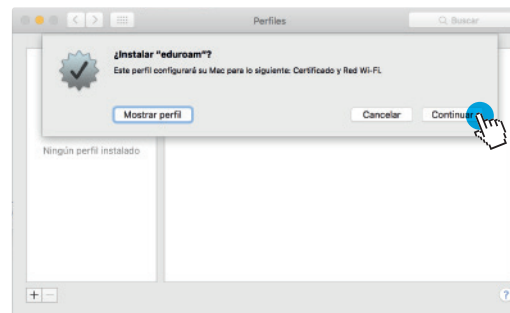 Perfiles
Buscar
¿Instalar "eduroam"?
Este perfil configurará su Mac para lo siguiente: Certificado y Red Wi-Fi.
Mostrar perfil
Cancelar
Continuar
Ningún perfil instalado
+ −
?